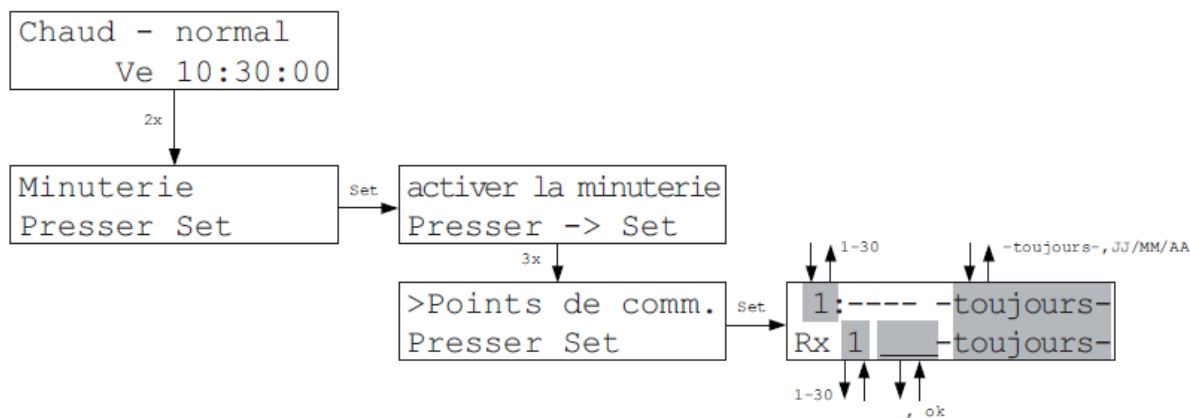 Chaud - normal
Ve 10:30:00
2x
Minuterie
Presser Set
Set
activer la minuterie
Presser -> Set
3x
>Points de comm.
Presser Set
Set
1-30
-toujours-,JJ/MM/AA
1:---- -toujours-
Rx 1 ___-toujours-
1-30
, ok